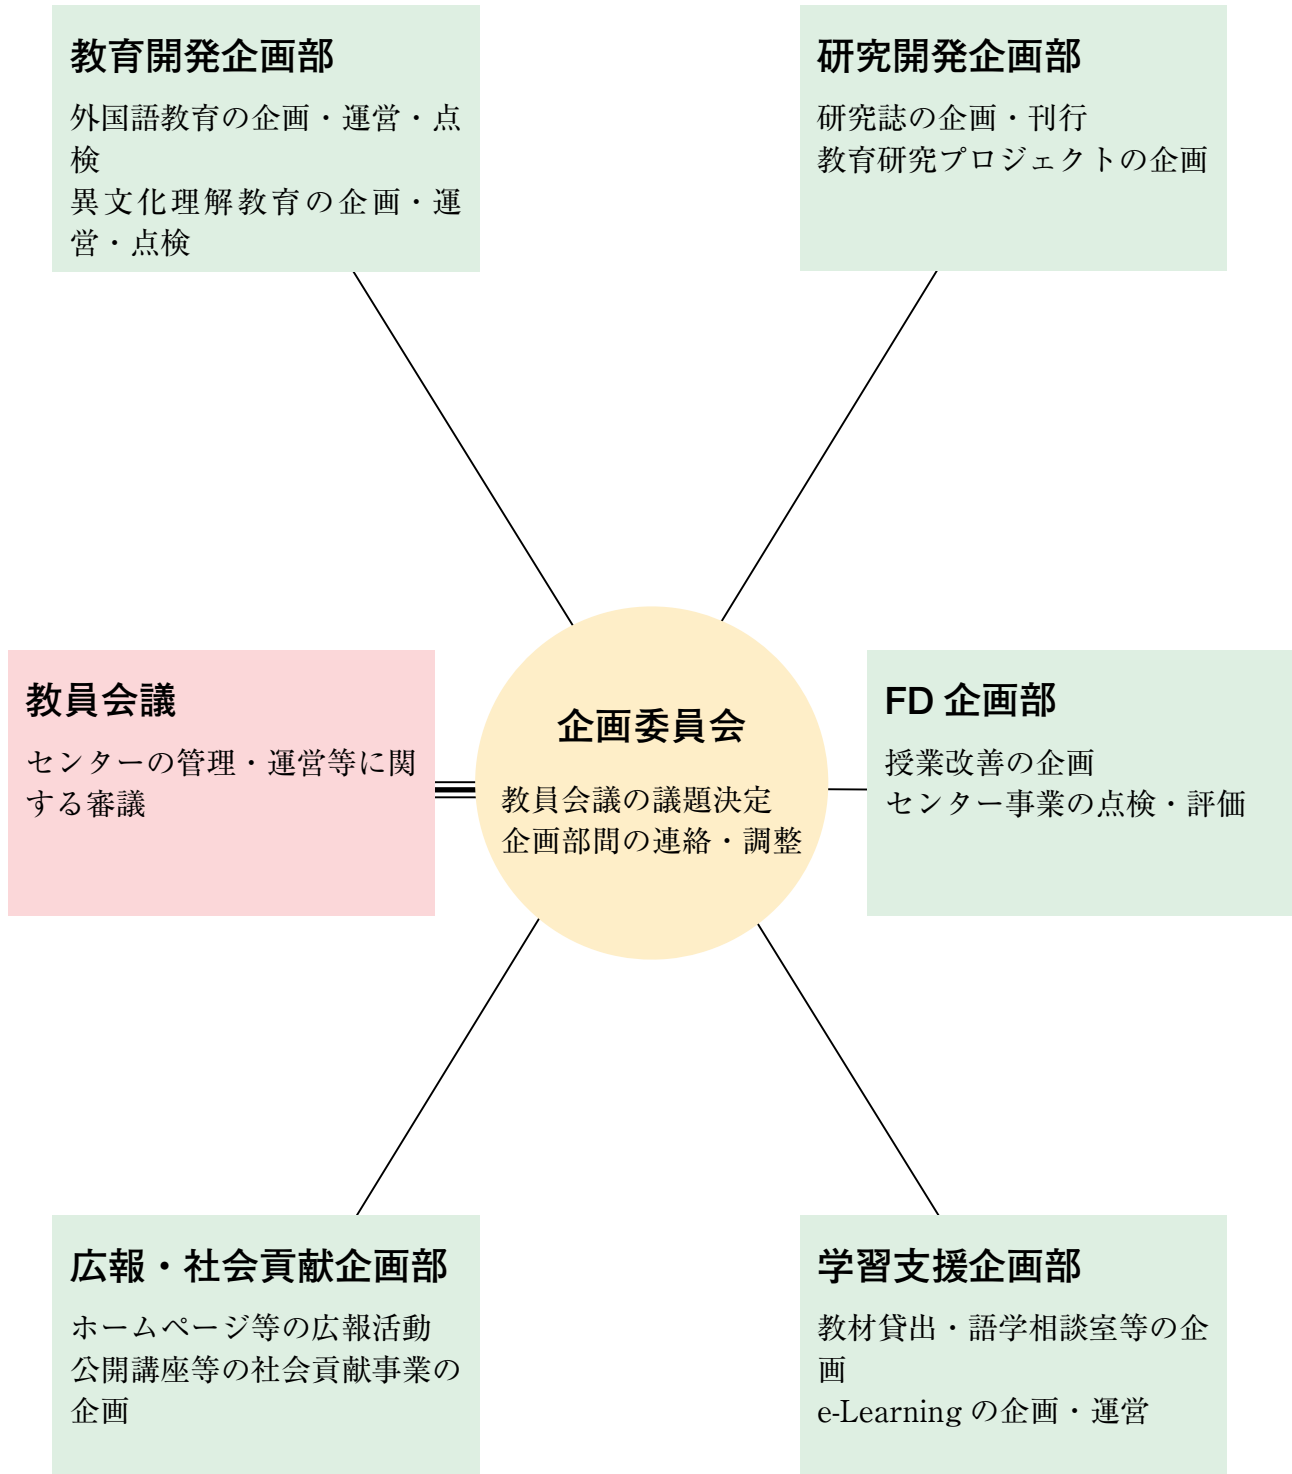 教育開発企画部
外国語教育の企画・運営・点
検
異文化理解教育の企画・運
営・点検
研究開発企画部
研究誌の企画・刊行
教育研究プロジェクトの企画
教員会議
センターの管理・運営等に関
する審議
企画委員会
教員会議の議題決定
企画部間の連絡・調整
FD 企画部
授業改善の企画
センター事業の点検・評価
広報・社会貢献企画部
ホームページ等の広報活動
公開講座等の社会貢献事業の
企画
学習支援企画部
教材貸出・語学相談室等の企
画
e-Learning の企画・運営